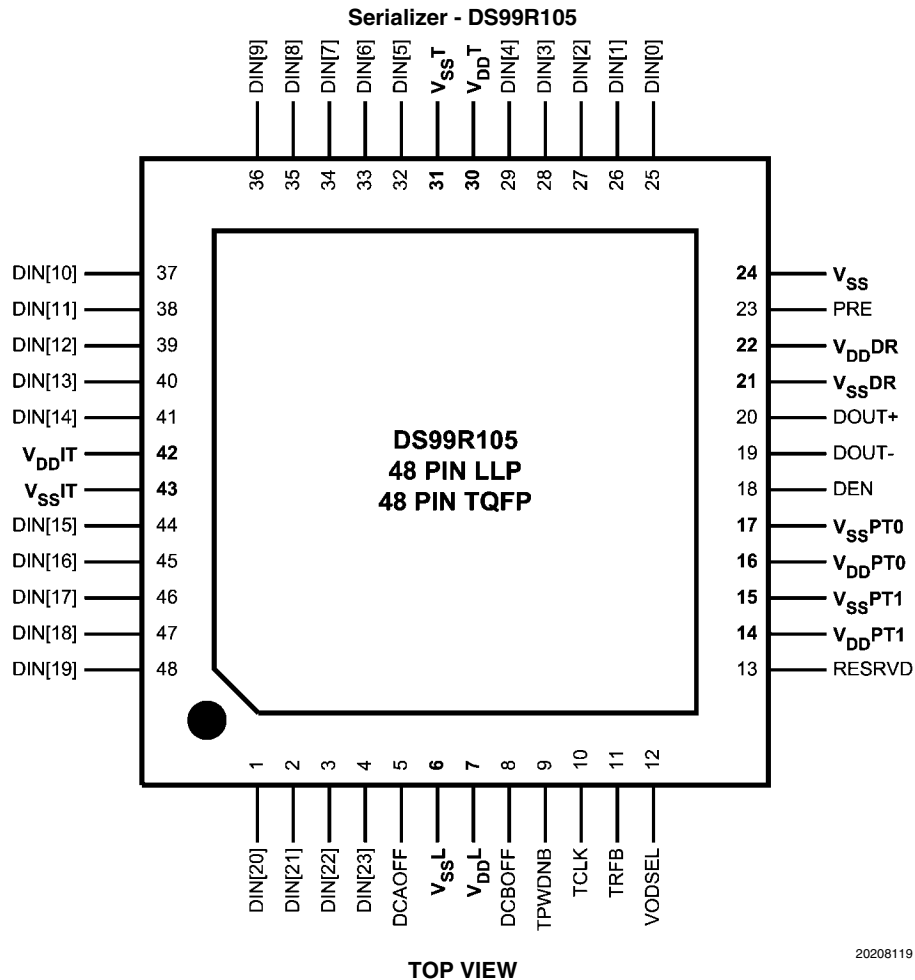 Serializer - DS99R105
DIN[9]
DIN[8]
DIN[7]
DIN[6]
DIN[5]
VSST
VDDT
DIN[4]
DIN[3]
DIN[2]
DIN[1]
DIN[0]
36
35
34
33
32
31
30
29
28
27
26
25
DIN[10] 37
DIN[11] 38
DIN[12] 39
DIN[13] 40
DIN[14] 41
VDDIT 42
VSSIT 43
DIN[15] 44
DIN[16] 45
DIN[17] 46
DIN[18] 47
DIN[19] 48
DS99R105
48 PIN LLP
48 PIN TQFP
24 VSS
23 PRE
22 VDDDR
21 VSSDR
20 DOUT+
19 DOUT-
18 DEN
17 VSSPT0
16 VDDPT0
15 VSSPT1
14 VDDPT1
13 RESRVD
1
2
3
4
5
6
7
8
9
10
11
12
DIN[20]
DIN[21]
DIN[22]
DIN[23]
DCAOFF
VSSL
VDDL
DCBOFF
TPWDNB
TCLK
TRFB
VODSEL
20208119
TOP VIEW